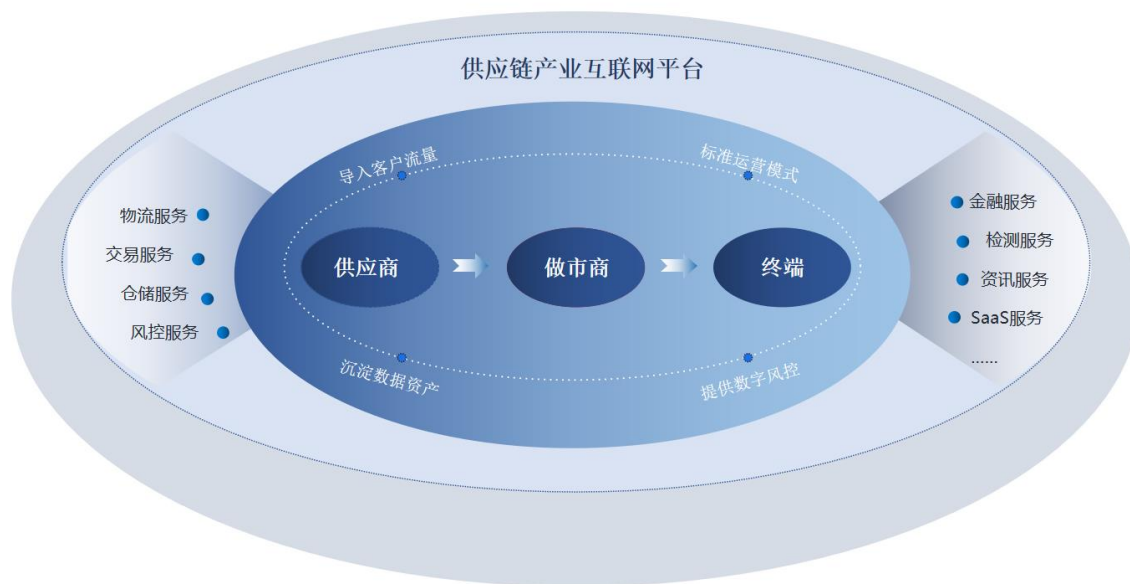 供应链产业互联网平台
导入客户流量
标准运营模式
物流服务
交易服务
仓储服务
风控服务
供应商
做市商
终端
金融服务
检测服务
资讯服务
SaaS服务
......
沉淀数据资产
提供数字风控